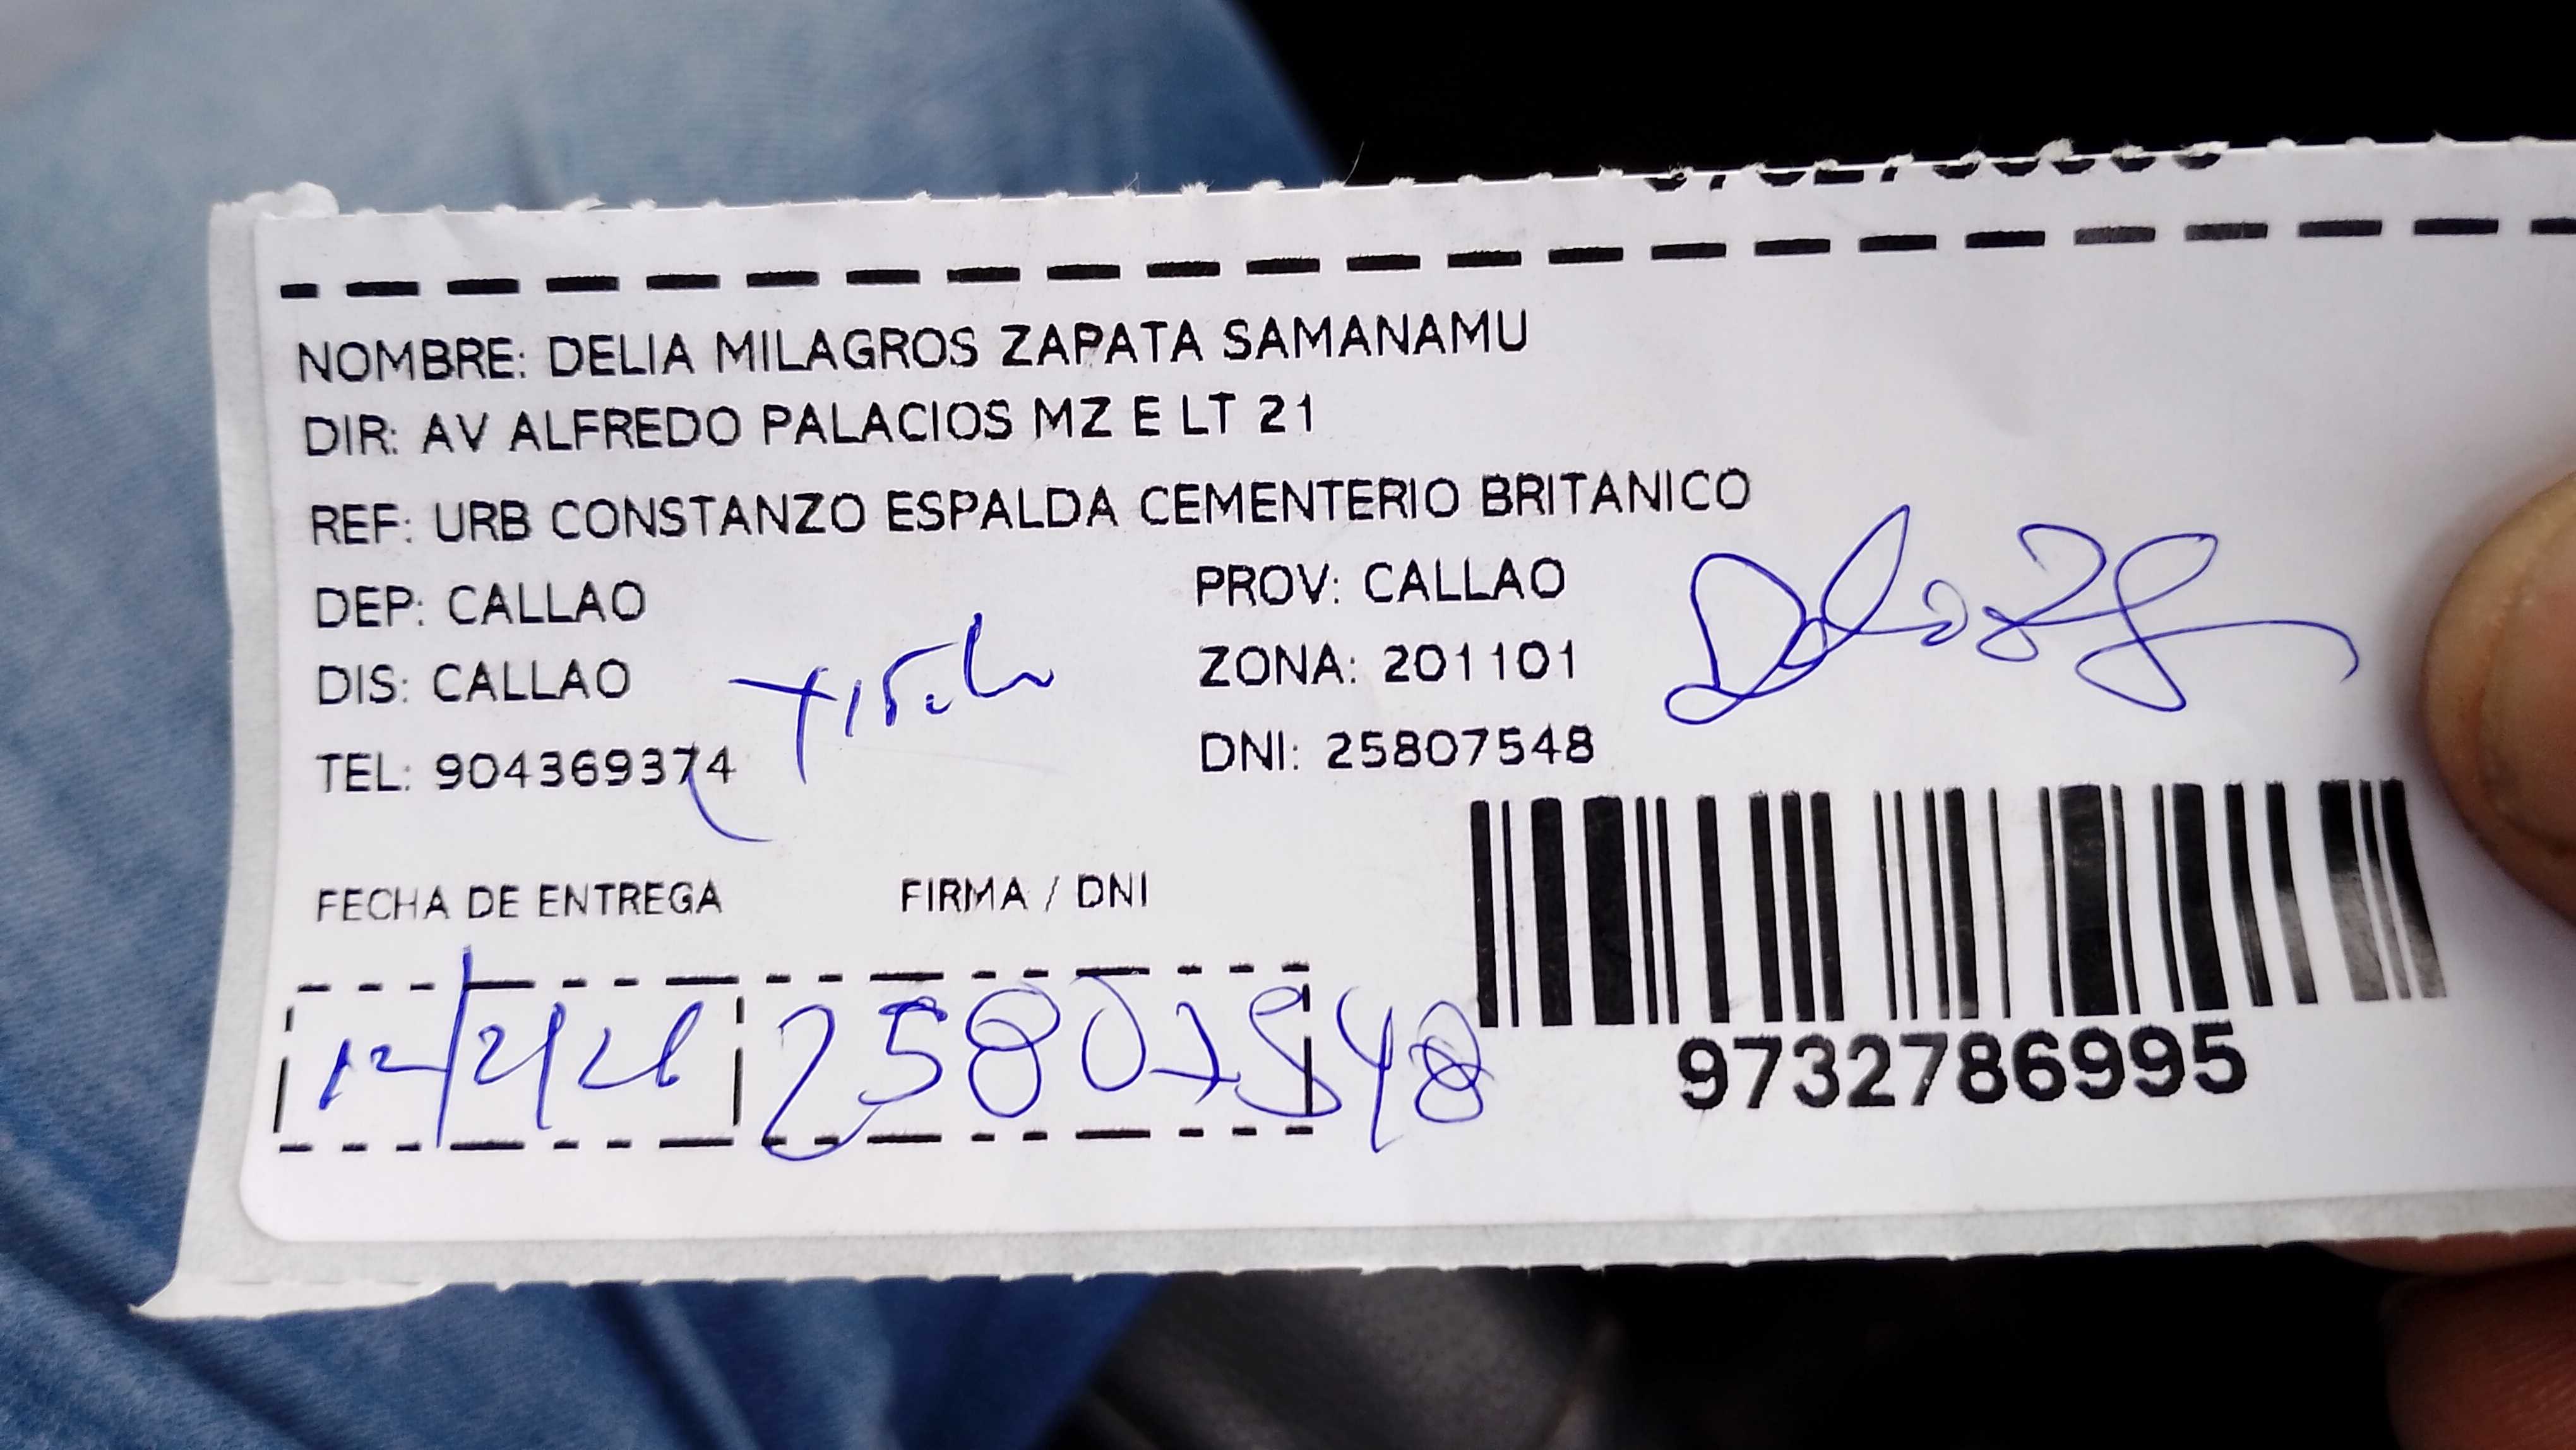 NOMBRE: DELIA MILAGROS ZAPATA SAMANAMU
DIR: AV ALFREDO PALACIOS MZ E LT 21
REF: URB CONSTANZO ESPALDA CEMENTERIO BRITANICO
DEP: CALLAO
PROV: CALLAO
DIS: CALLAO
ZONA: 201101
TEL: 904369374
DNI: 25807548
FECHA DE ENTREGA
FIRMA / DNI
25807548
9732786995